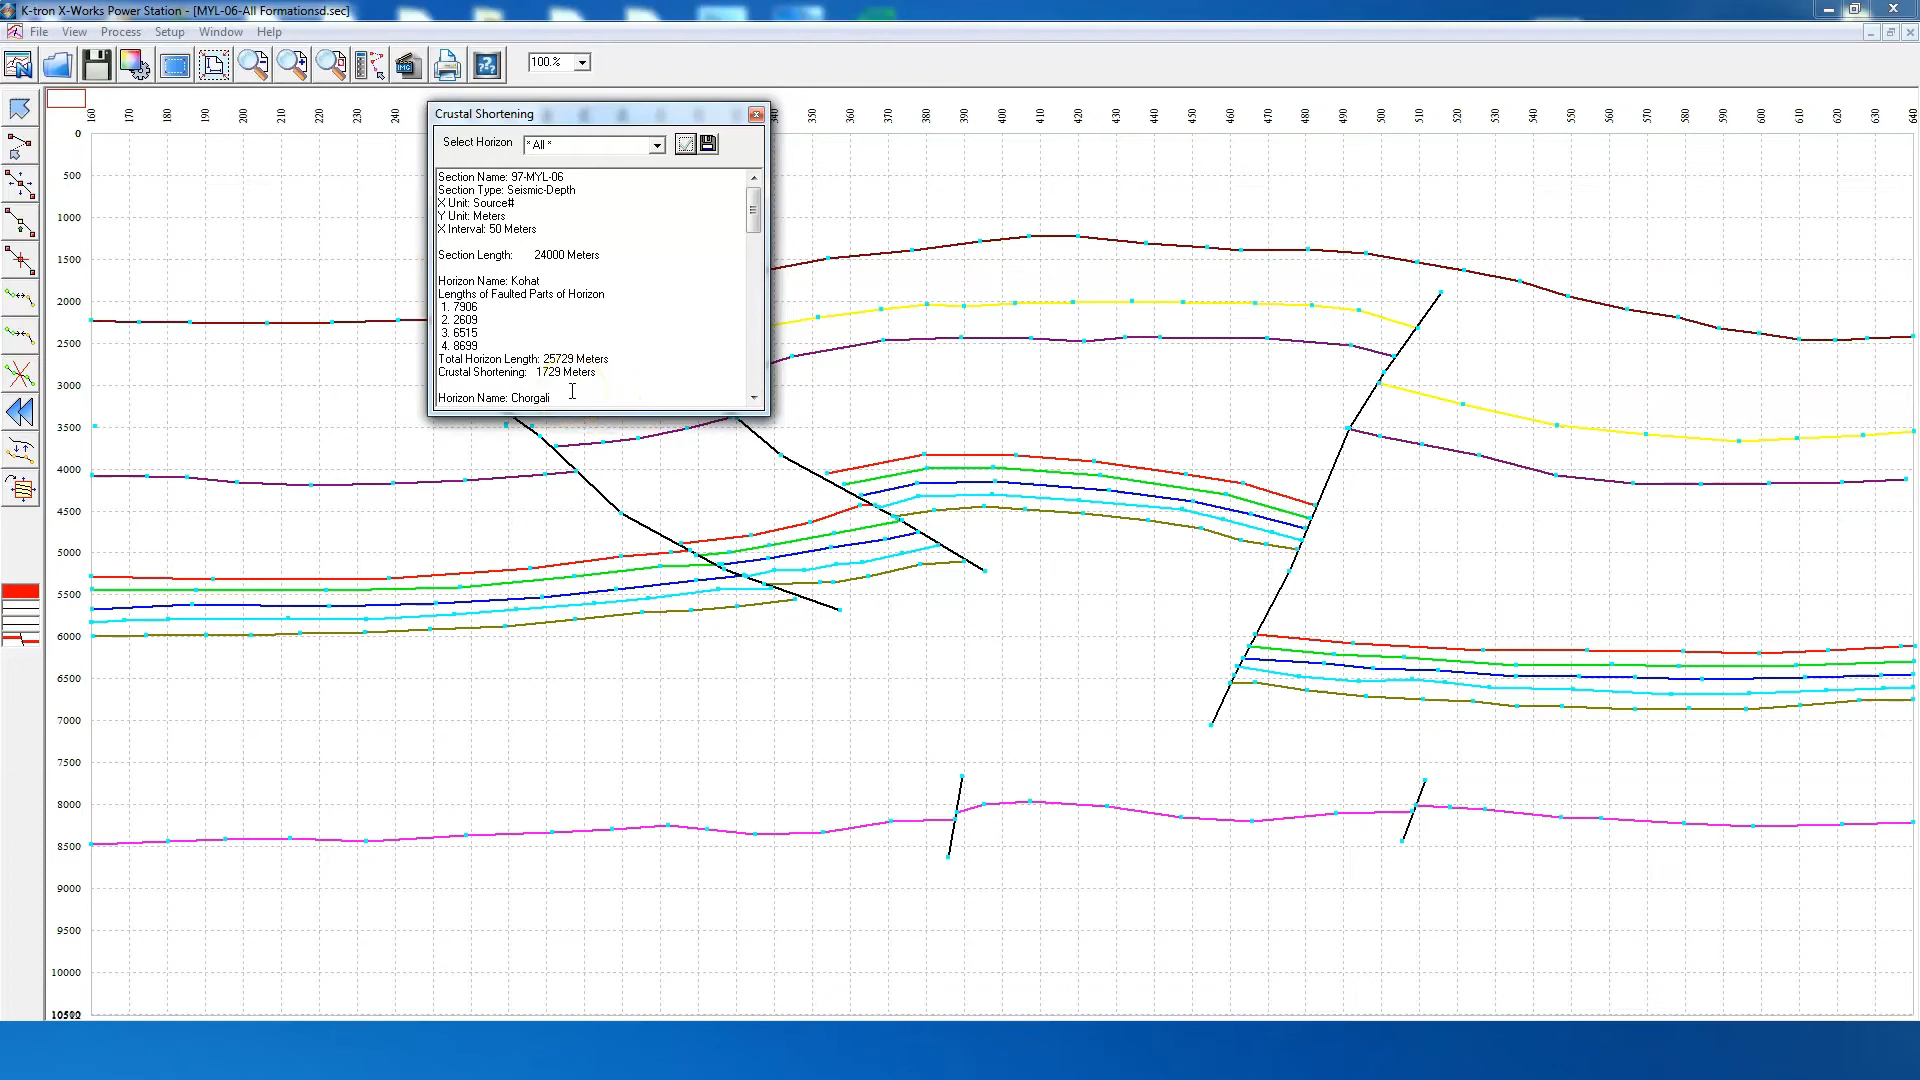 K-tron X-Works Power Station - [MYL-06-All Formationsd.sec]
File View Process Setup Window Help
100.%
Crustal Shortening
Select Horizon * All *
Section Name: 97-MYL-06
Section Type: Seismic-Depth
X Unit: Source#
Y Unit: Meters
X Interval: 50 Meters
Section Length: 24000 Meters
Horizon Name: Kohat
Lengths of Faulted Parts of Horizon
1. 7906
2. 2609
3. 6515
4. 8699
Total Horizon Length: 25729 Meters
Crustal Shortening: 1729 Meters
Horizon Name: Chorgali
160 170 180 190 200 210 220 230 240 350 360 370 380 390 400 410 420 430 440 450 460 470 480 490 500 510 520 530 540 550 560 570 580 590 600 610 620 630 640
0
500
1000
1500
2000
2500
3000
3500
4000
4500
5000
5500
6000
6500
7000
7500
8000
8500
9000
9500
10000